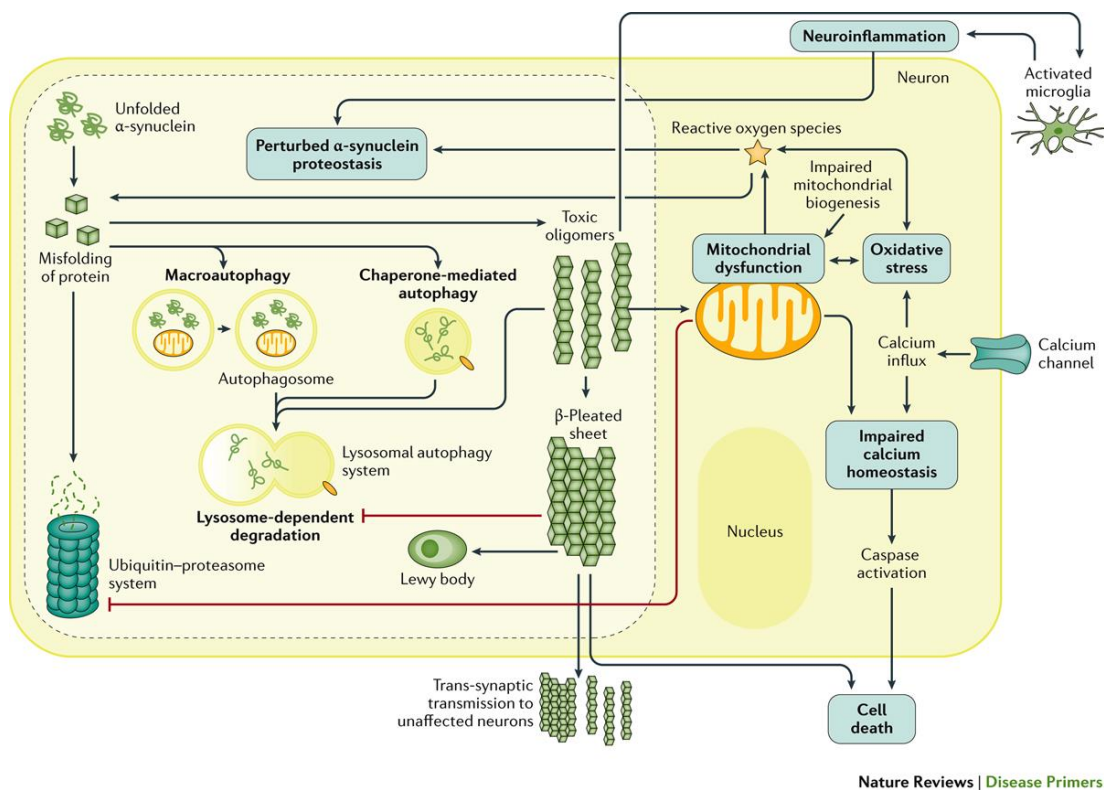 Neuroinflammation
Neuron
Activated
microglia
Unfolded
α-synuclein
Perturbed α-synuclein
proteostasis
Reactive oxygen species
Impaired
mitochondrial
biogenesis
Misfolding
of protein
Toxic
oligomers
Mitochondrial
dysfunction
Oxidative
stress
Macroautophagy
Chaperone-mediated
autophagy
Autophagosome
Calcium
influx
Calcium
channel
β-Pleated
sheet
Lysosomal autophagy
system
Lysosome-dependent
degradation
Impaired
calcium
homeostasis
Nucleus
Lewy body
Ubiquitin–proteasome
system
Caspase
activation
Trans-synaptic
transmission to
unaffected neurons
Cell
death
Nature Reviews | Disease Primers